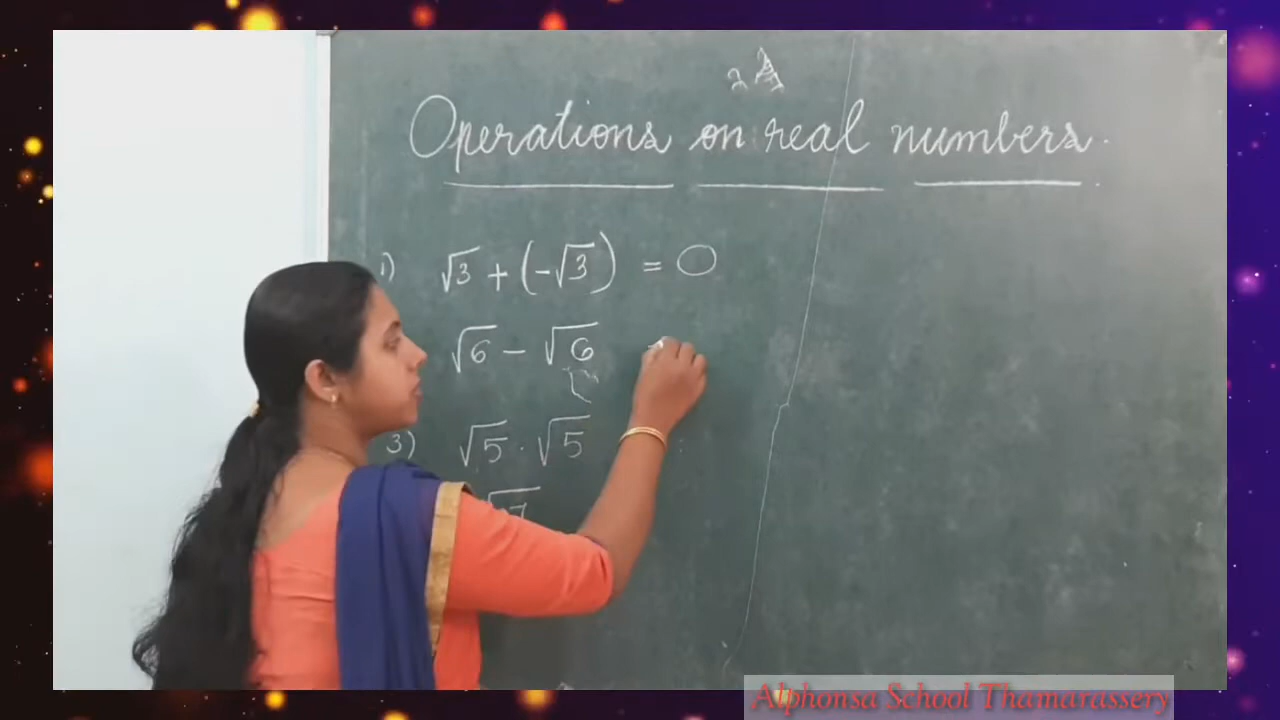 Operations on real numbers.
1) √3 + (-√3) = 0
√6 - √6
3) √5 · √5
Alphonsa School Thamarassery